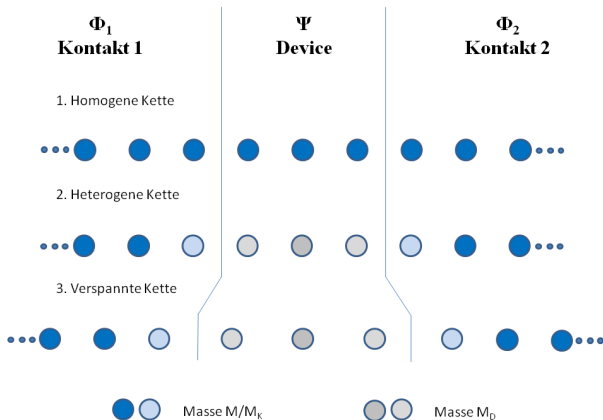 Φ1 Ψ Φ2
Kontakt 1 Device Kontakt 2
1. Homogene Kette
2. Heterogene Kette
3. Verspannte Kette
Masse M/MK Masse MD